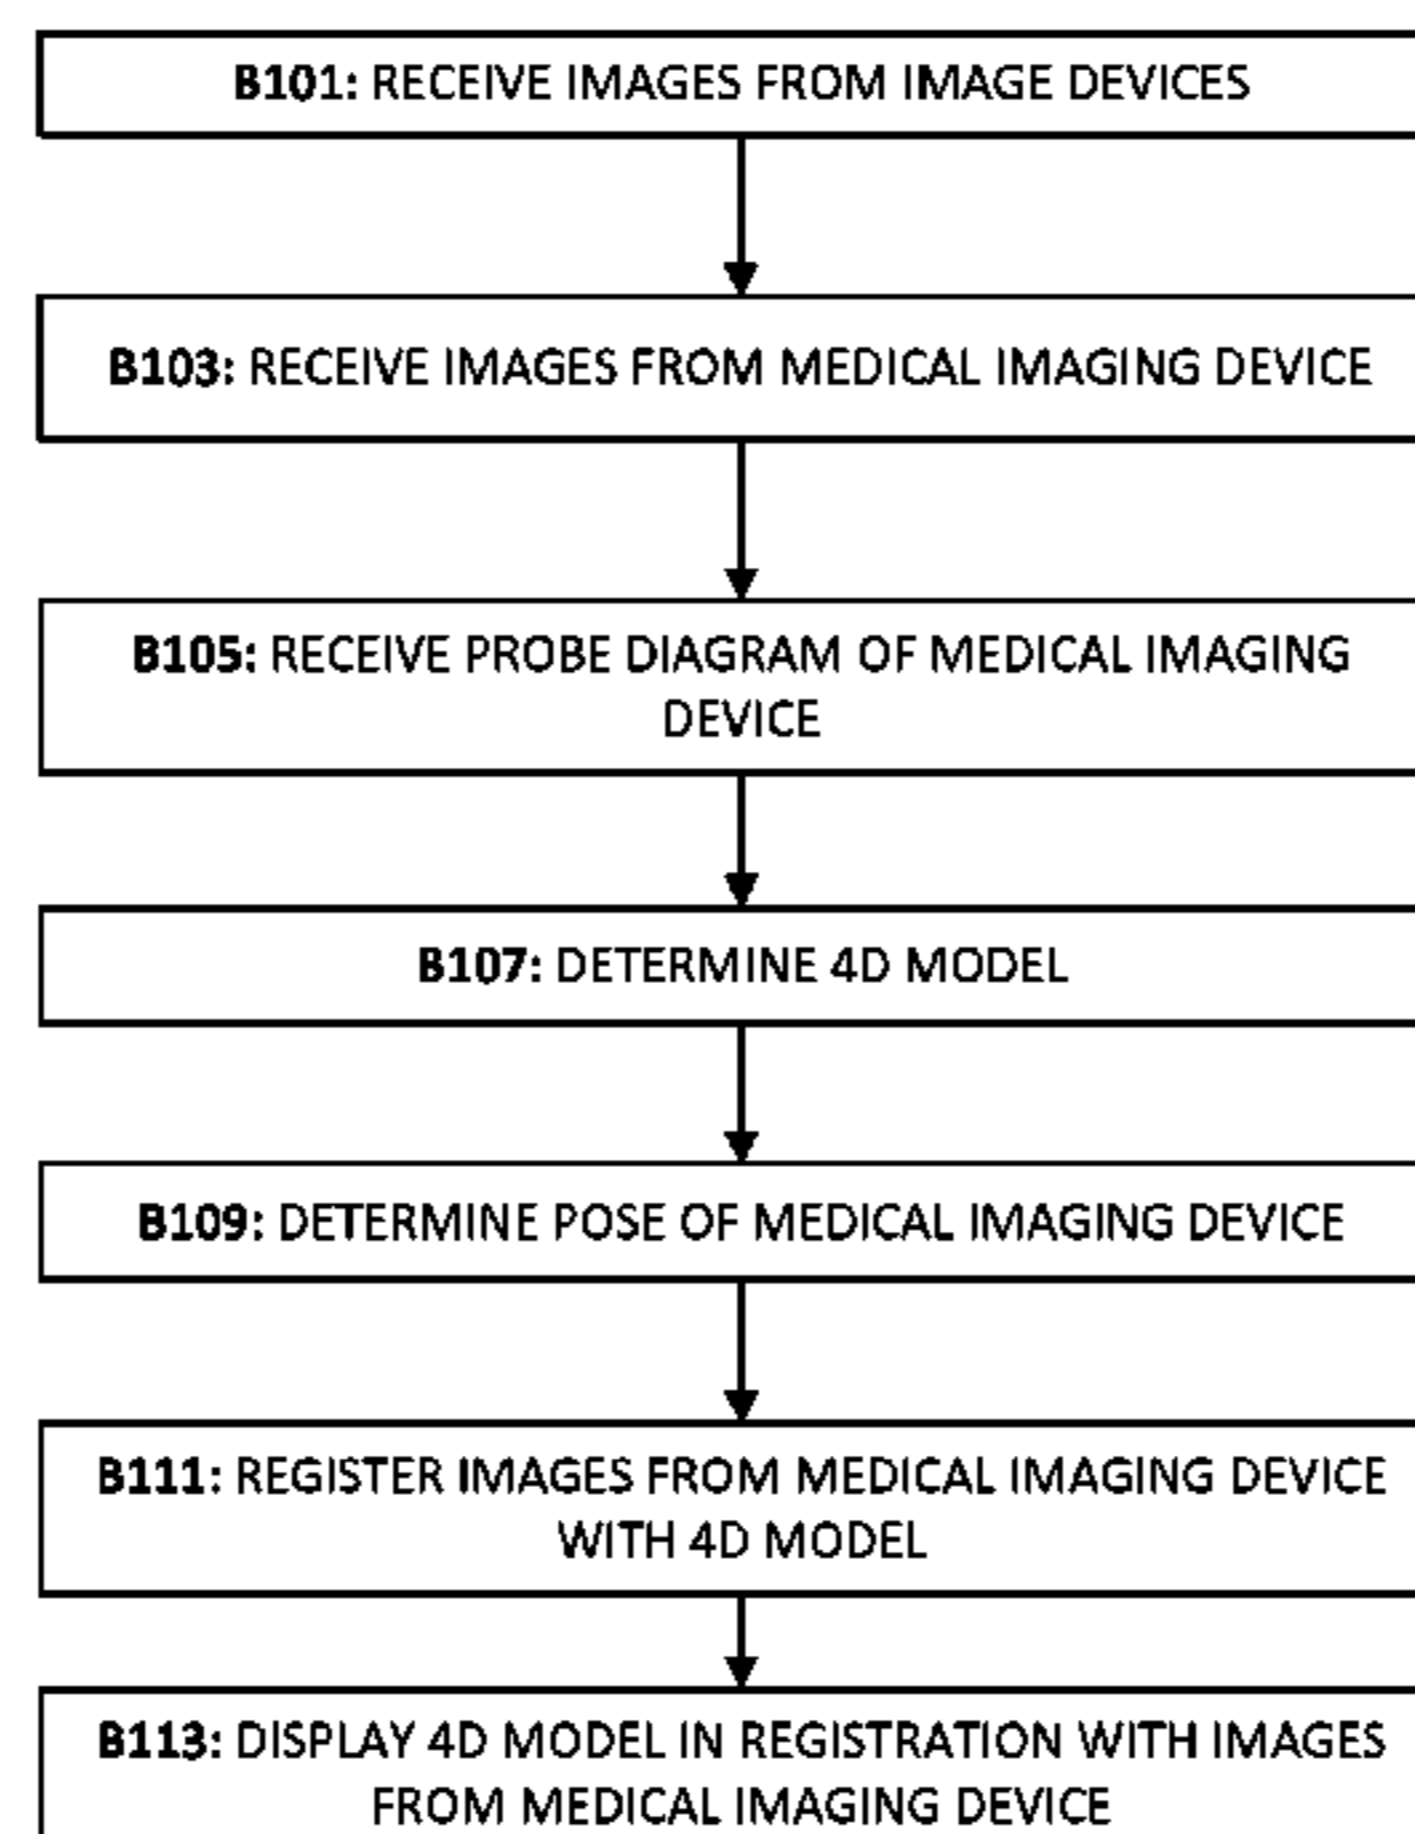 B101: RECEIVE IMAGES FROM IMAGE DEVICES
B103: RECEIVE IMAGES FROM MEDICAL IMAGING DEVICE
B105: RECEIVE PROBE DIAGRAM OF MEDICAL IMAGING
DEVICE
B107: DETERMINE 4D MODEL
B109: DETERMINE POSE OF MEDICAL IMAGING DEVICE
B111: REGISTER IMAGES FROM MEDICAL IMAGING DEVICE
WITH 4D MODEL
B113: DISPLAY 4D MODEL IN REGISTRATION WITH IMAGES
FROM MEDICAL IMAGING DEVICE